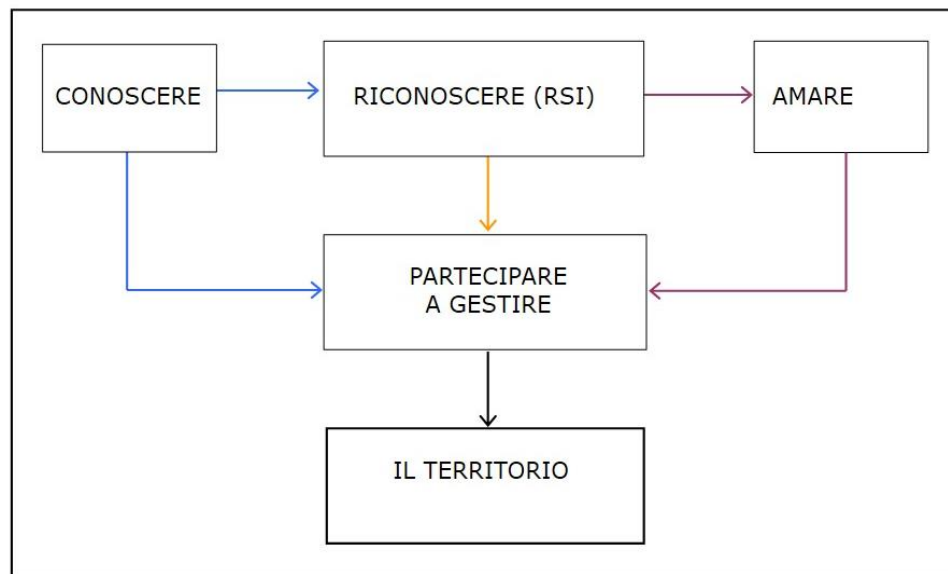 CONOSCERE
RICONOSCERE (RSI)
AMARE
PARTECIPARE
A GESTIRE
IL TERRITORIO